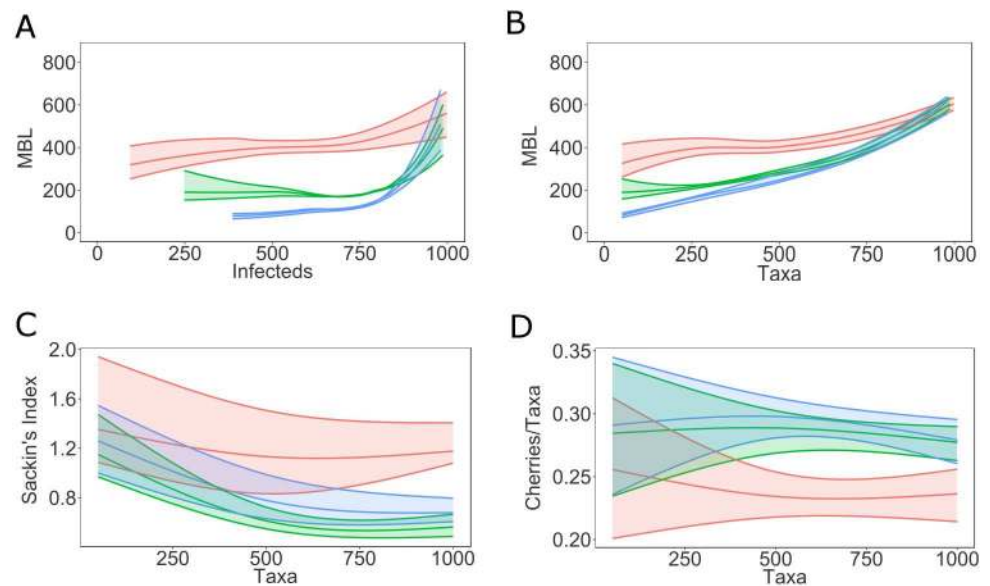 A
MBL
800
600
400
200
0
0 250 500 750 1000
Infecteds
B
MBL
800
600
400
200
0
0 250 500 750 1000
Taxa
C
Sackin's Index
2.0
1.6
1.2
0.8
250 500 750 1000
Taxa
D
Cherries/Taxa
0.35
0.30
0.25
0.20
250 500 750 1000
Taxa